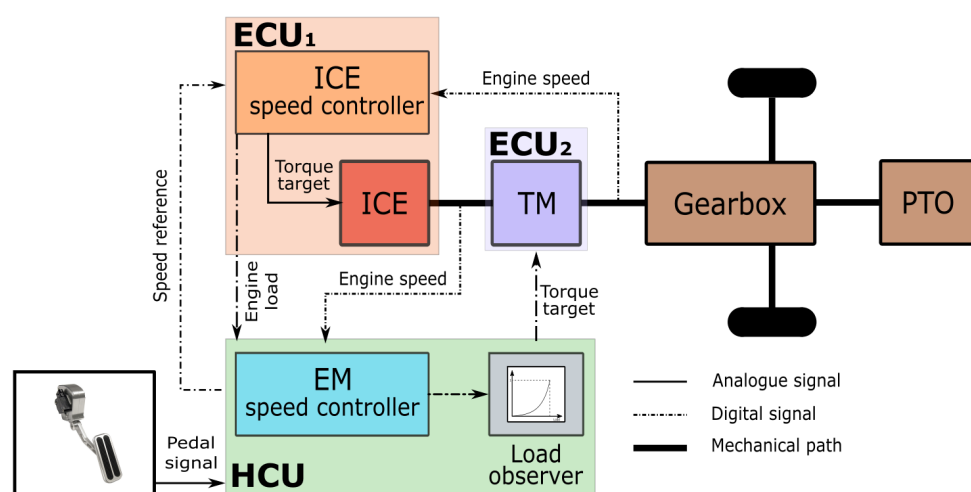 ECU₁
ICE
speed controller
Engine speed
ECU₂
Torque
target
ICE
TM
Gearbox
PTO
Speed reference
Engine
load
Engine speed
Torque
target
EM
speed controller
Load
observer
Pedal
signal
HCU
Analogue signal
Digital signal
Mechanical path